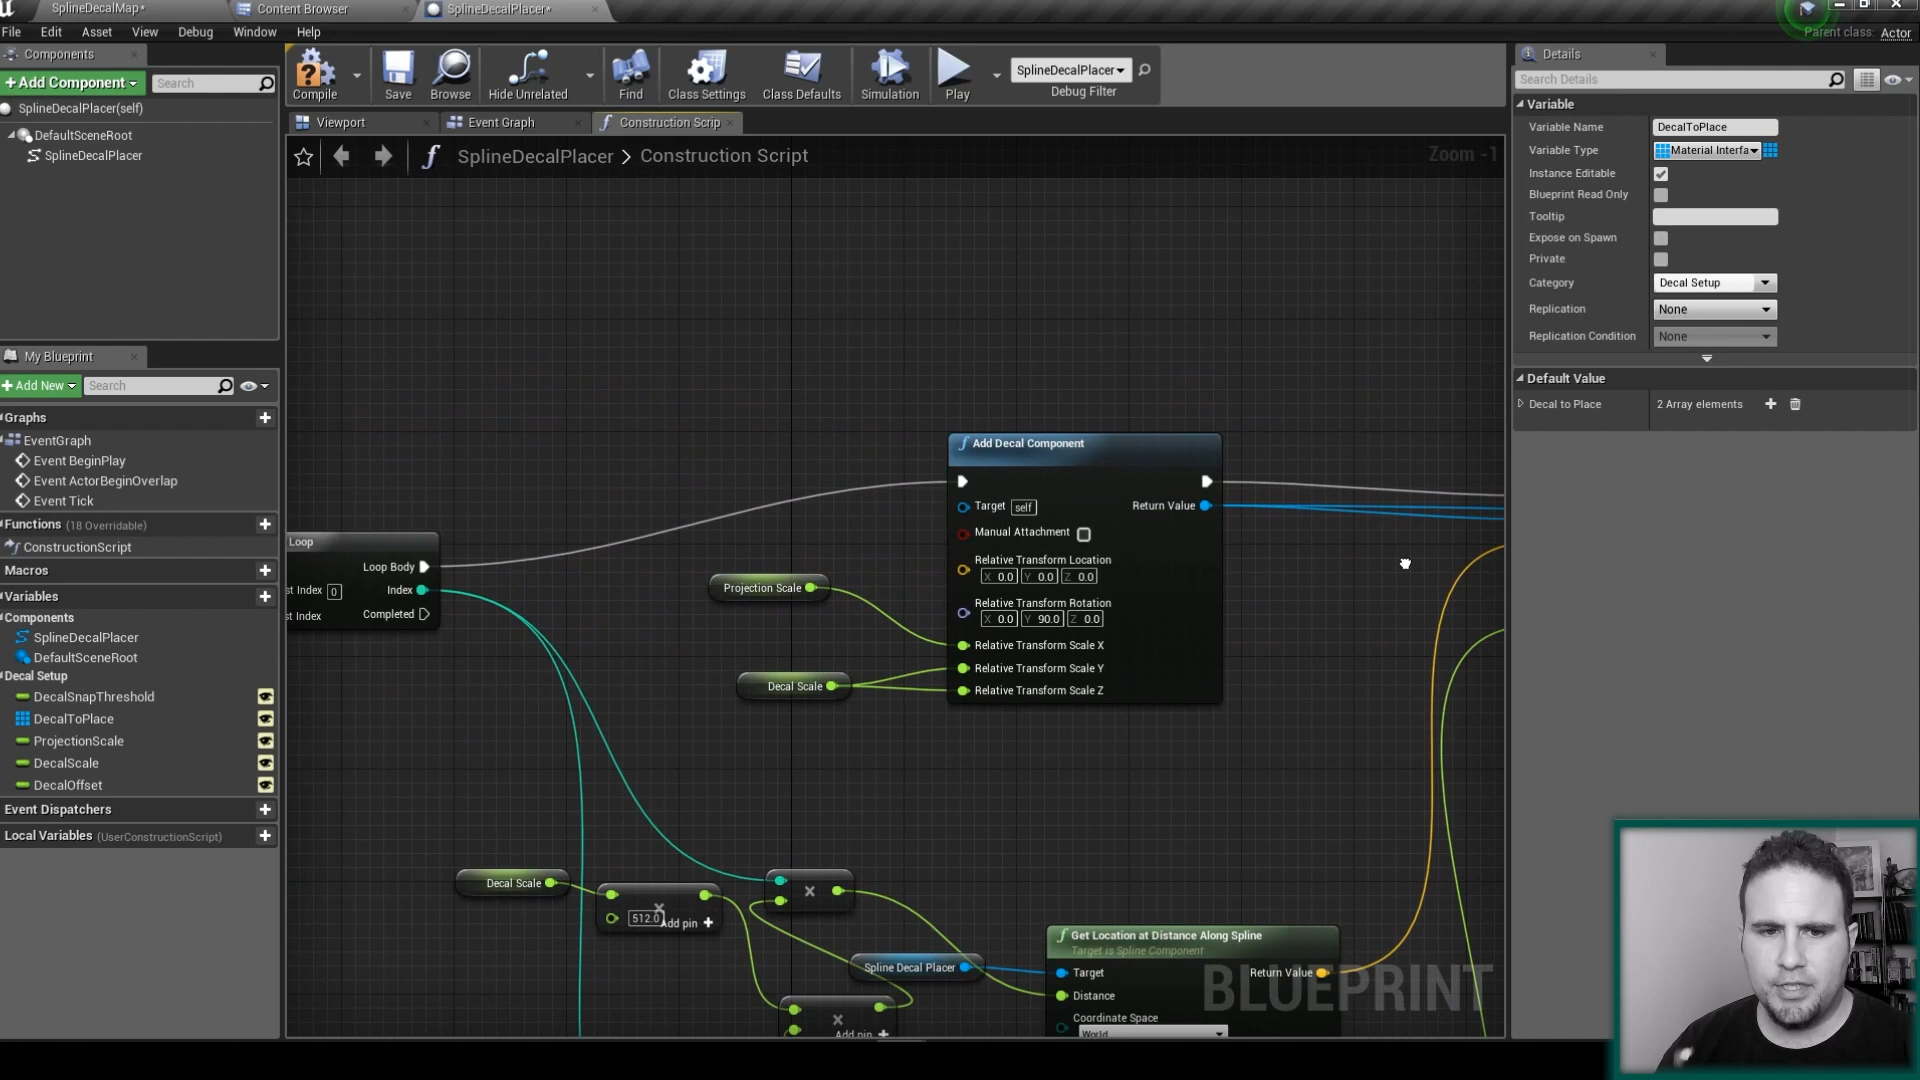 SplineDecalMap*
Content Browser
SplineDecalPlacer*
File Edit Asset View Debug Window Help
Parent class: Actor
Components
+Add Component
Search
SplineDecalPlacer(self)
DefaultSceneRoot
SplineDecalPlacer
Compile
Save
Browse
Hide Unrelated
Find
Class Settings
Class Defaults
Simulation
Play
SplineDecalPlacer
Debug Filter
Viewport
Event Graph
Construction Scrip
SplineDecalPlacer > Construction Script
Zoom -1
My Blueprint
+Add New
Search
Graphs
EventGraph
Event BeginPlay
Event ActorBeginOverlap
Event Tick
Functions (18 Overridable)
ConstructionScript
Macros
Variables
Components
SplineDecalPlacer
DefaultSceneRoot
Decal Setup
DecalSnapThreshold
DecalToPlace
ProjectionScale
DecalScale
DecalOffset
Event Dispatchers
Local Variables (UserConstructionScript)
Loop
Loop Body
st Index 0
Index
st Index
Completed
Projection Scale
Decal Scale
Add Decal Component
Target self
Return Value
Manual Attachment
Relative Transform Location
X 0.0 Y 0.0 Z 0.0
Relative Transform Rotation
X 0.0 Y 90.0 Z 0.0
Relative Transform Scale X
Relative Transform Scale Y
Relative Transform Scale Z
Decal Scale
512.0
Add pin +
Spline Decal Placer
Add pin +
Get Location at Distance Along Spline
Target is Spline Component
Target
Return Value
Distance
Coordinate Space
World
BLUEPRINT
Details
Search Details
Variable
Variable Name DecalToPlace
Variable Type Material Interfa
Instance Editable
Blueprint Read Only
Tooltip
Expose on Spawn
Private
Category Decal Setup
Replication None
Replication Condition None
Default Value
Decal to Place 2 Array elements